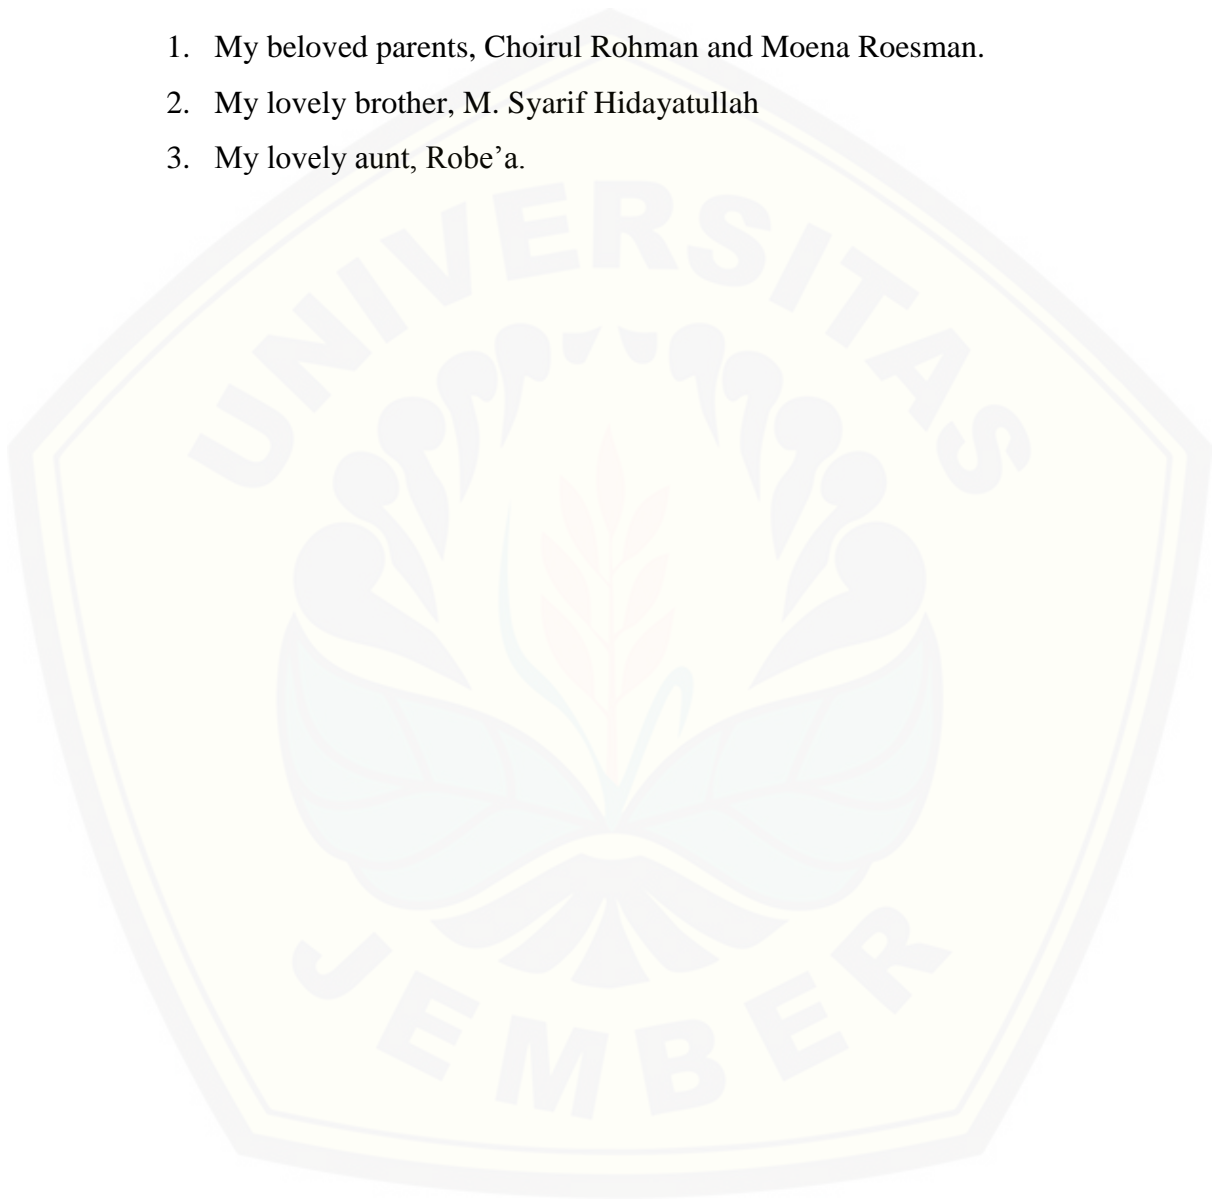 1. My beloved parents, Choirul Rohman and Moena Roesman.
2. My lovely brother, M. Syarif Hidayatullah
3. My lovely aunt, Robe’a.
UNIVERSITAS
JEMBER